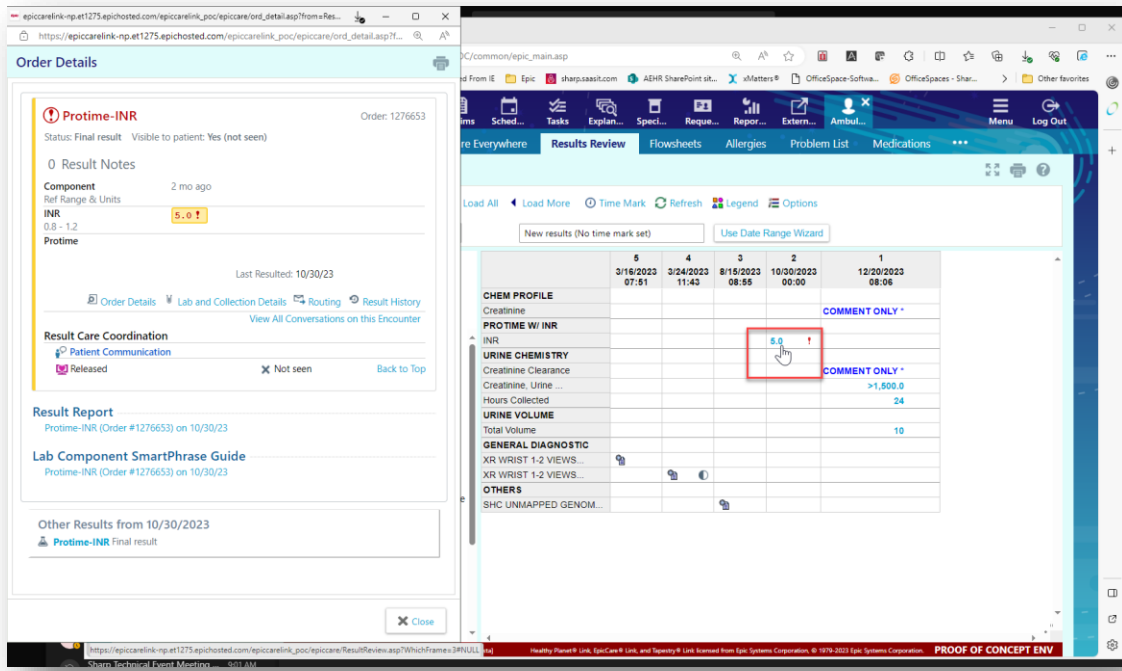 epiccarelink-np.et1275.epichosted.com/epiccarelink_poc/epiccare/ord_detail.asp?from=Res...
https://epiccarelink-np.et1275.epichosted.com/epiccarelink_poc/epiccare/ord_detail.asp?f...
Order Details
Protime-INR
Order: 1276653
Status: Final result Visible to patient: Yes (not seen)
0 Result Notes
Component 2 mo ago
Ref Range & Units
INR 5.0 !
0.8 - 1.2
Protime
Last Resulted: 10/30/23
Order Details Lab and Collection Details Routing Result History
View All Conversations on this Encounter
Result Care Coordination
Patient Communication
Released Not seen Back to Top
Result Report
Protime-INR (Order #1276653) on 10/30/23
Lab Component SmartPhrase Guide
Protime-INR (Order #1276653) on 10/30/23
Other Results from 10/30/2023
Protime-INR Final result
Close
https://epiccarelink-np.et1275.epichosted.com/epiccarelink_poc/epiccare/ResultReview.asp?WhichFrame=3#NULL
Sharp Technical Event Meeting ... 9:01 AM
C/common/epic_main.asp
ed From IE Epic sharp.saasit.com AEHR SharePoint sit... xMatters® OfficeSpace-Softwa... OfficeSpaces - Shar... Other favorites
ims Sched... Tasks Explan... Speci... Reque... Repor... Extern... Ambul... Menu Log Out
re Everywhere Results Review Flowsheets Allergies Problem List Medications
Load All Load More Time Mark Refresh Legend Options
New results (No time mark set) Use Date Range Wizard
5 4 3 2 1
3/16/2023 3/24/2023 8/15/2023 10/30/2023 12/20/2023
07:51 11:43 08:55 00:00 08:06
CHEM PROFILE
Creatinine COMMENT ONLY *
PROTIME W/ INR
INR 5.0 !
URINE CHEMISTRY
Creatinine Clearance COMMENT ONLY *
Creatinine, Urine ... >1,500.0
Hours Collected 24
URINE VOLUME
Total Volume 10
GENERAL DIAGNOSTIC
XR WRIST 1-2 VIEWS...
XR WRIST 1-2 VIEWS...
OTHERS
SHC UNMAPPED GENOM...
Healthy Planet® Link, EpicCare® Link, and Tapestry® Link licensed from Epic Systems Corporation, © 1979-2023 Epic Systems Corporation. PROOF OF CONCEPT ENV